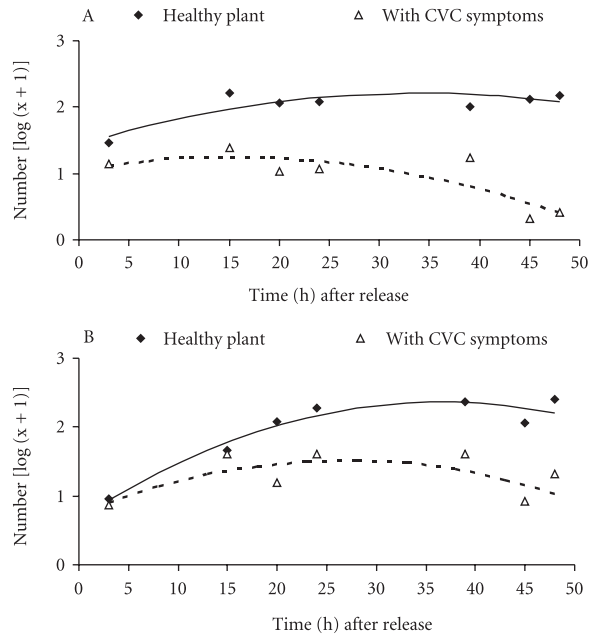 A Healthy plant With CVC symptoms
3
2
1
0
Number [log (x + 1)]
0 5 10 15 20 25 30 35 40 45 50
Time (h) after release
B Healthy plant With CVC symptoms
3
2
1
0
Number [log (x + 1)]
0 5 10 15 20 25 30 35 40 45 50
Time (h) after release